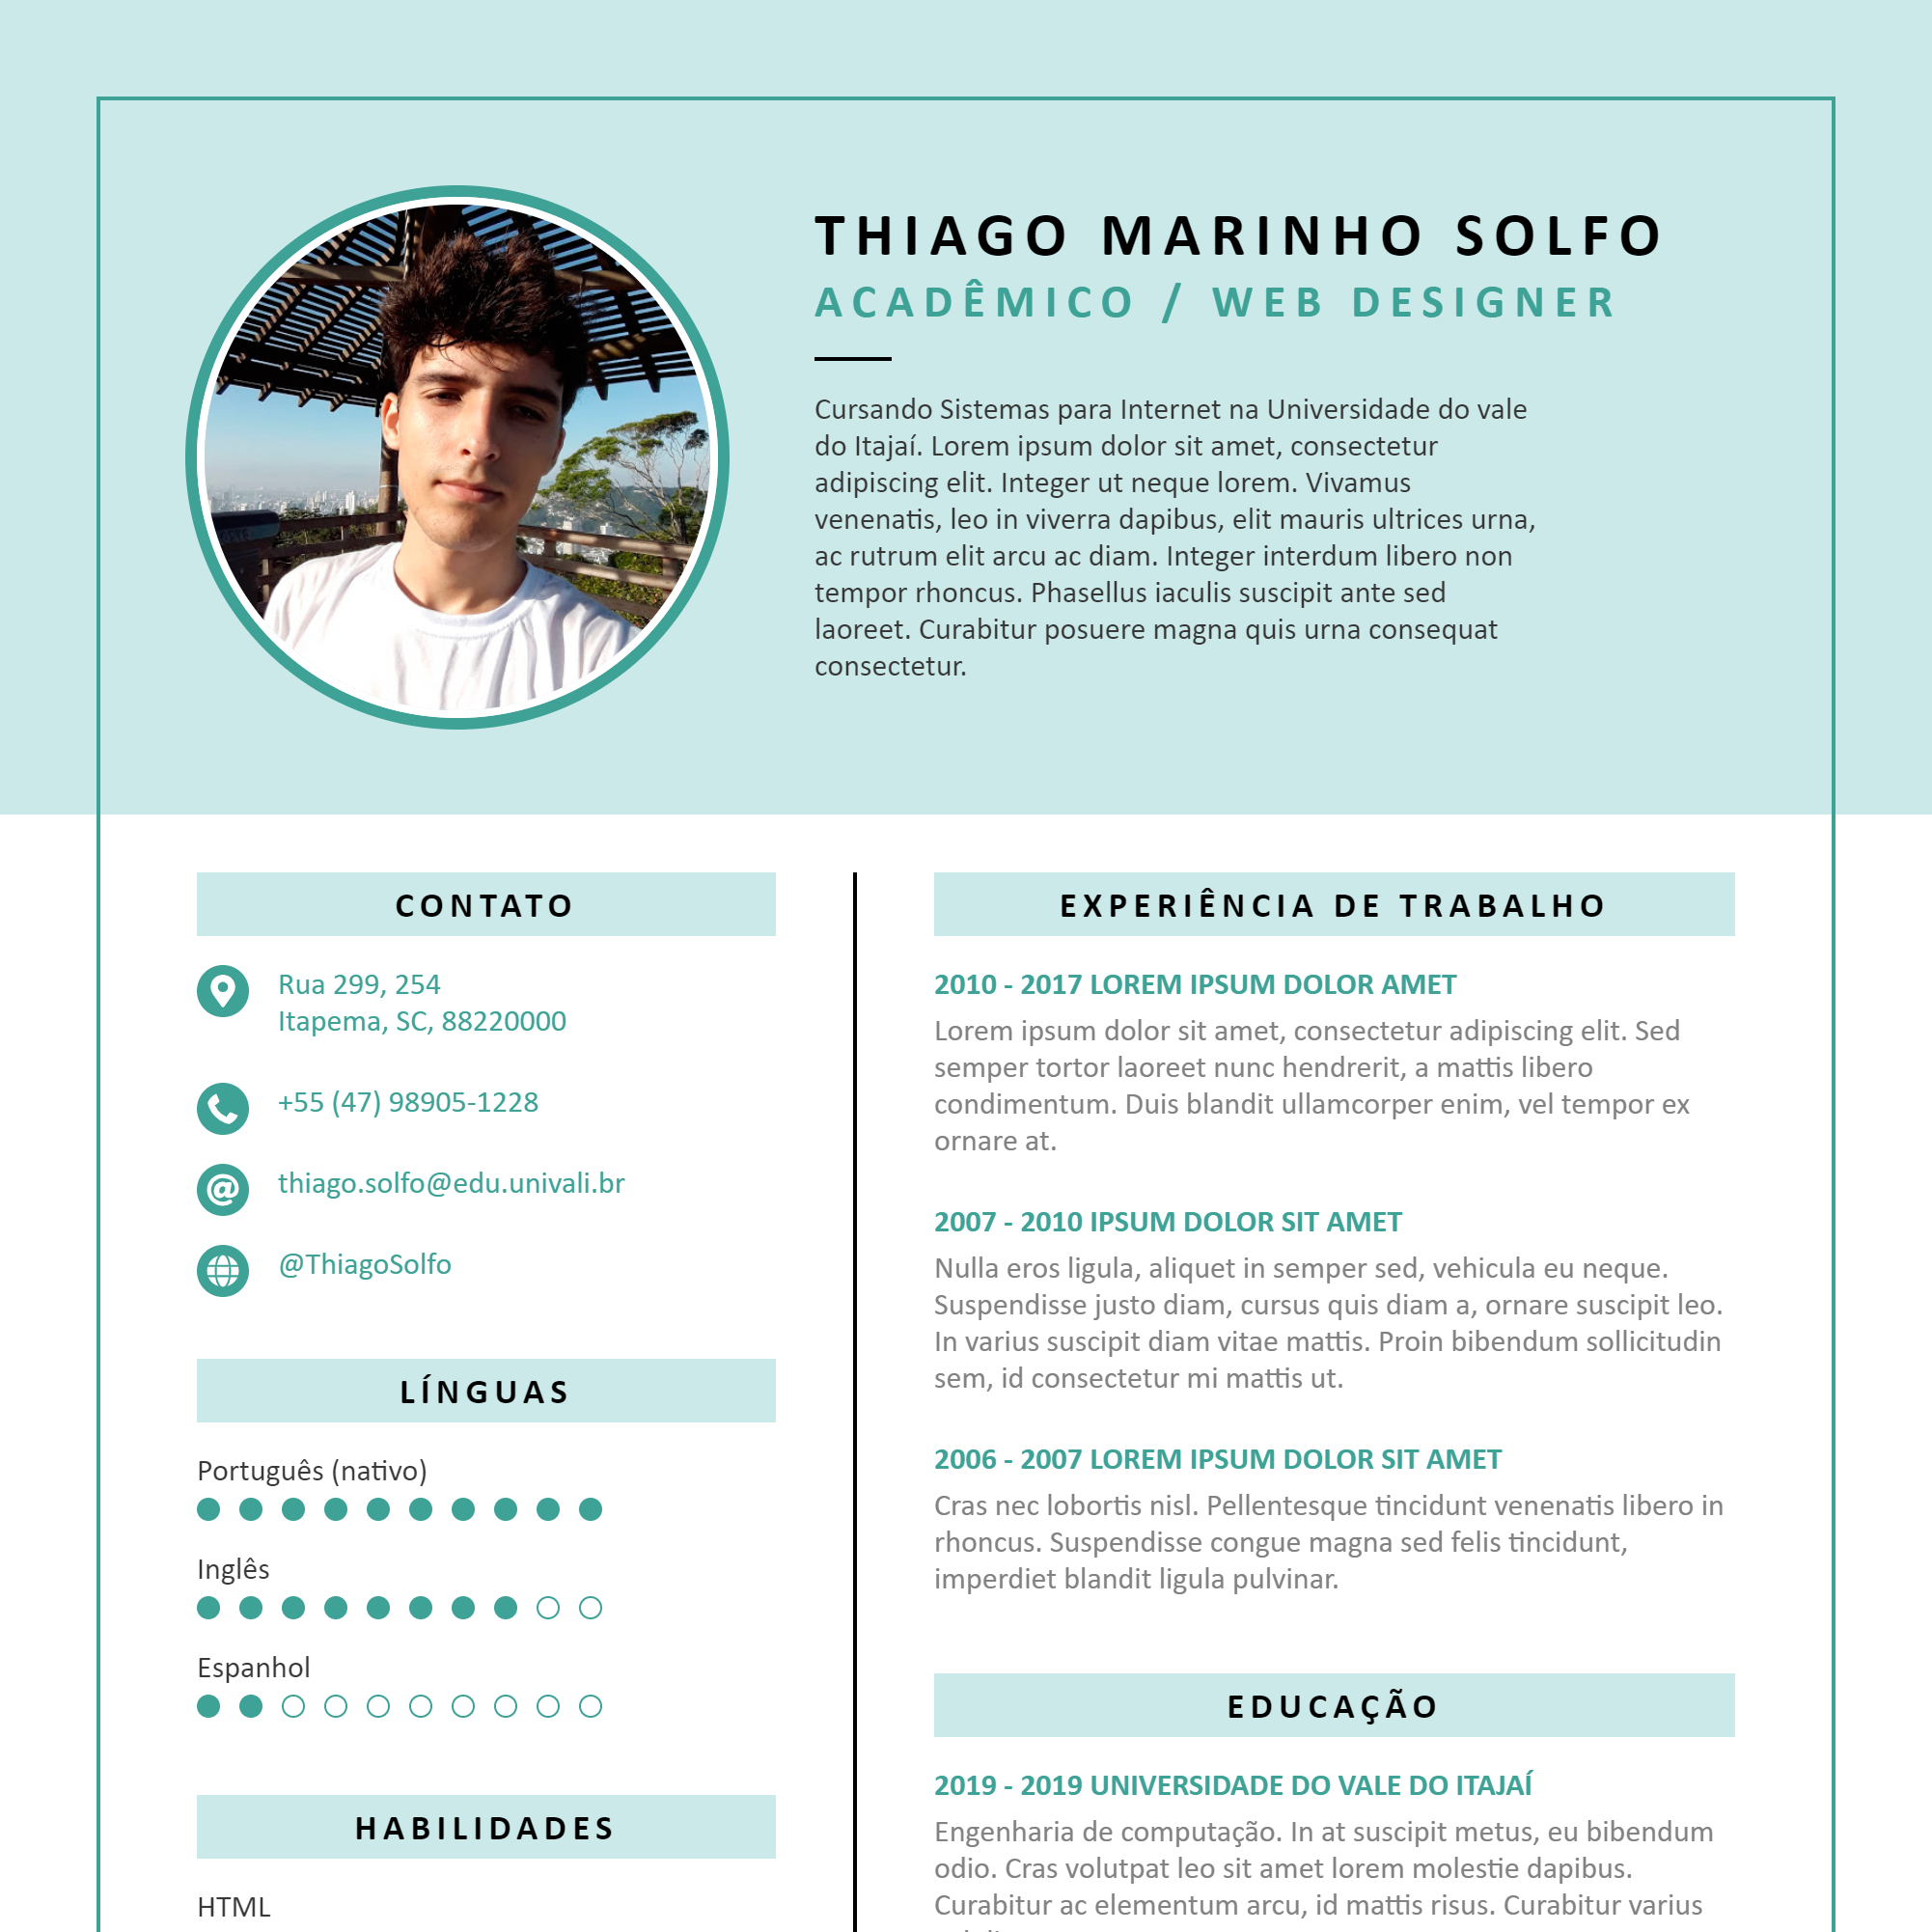 THIAGO MARINHO SOLFO
ACADÊMICO / WEB DESIGNER
Cursando Sistemas para Internet na Universidade do vale
do Itajaí. Lorem ipsum dolor sit amet, consectetur
adipiscing elit. Integer ut neque lorem. Vivamus
venenatis, leo in viverra dapibus, elit mauris ultrices urna,
ac rutrum elit arcu ac diam. Integer interdum libero non
tempor rhoncus. Phasellus iaculis suscipit ante sed
laoreet. Curabitur posuere magna quis urna consequat
consectetur.
CONTATO
Rua 299, 254
Itapema, SC, 88220000
+55 (47) 98905-1228
@
thiago.solfo@edu.univali.br
@ThiagoSolfo
LÍNGUAS
Português (nativo)
Inglês
Espanhol
HABILIDADES
HTML
EXPERIÊNCIA DE TRABALHO
2010 - 2017 LOREM IPSUM DOLOR AMET
Lorem ipsum dolor sit amet, consectetur adipiscing elit. Sed
semper tortor laoreet nunc hendrerit, a mattis libero
condimentum. Duis blandit ullamcorper enim, vel tempor ex
ornare at.
2007 - 2010 IPSUM DOLOR SIT AMET
Nulla eros ligula, aliquet in semper sed, vehicula eu neque.
Suspendisse justo diam, cursus quis diam a, ornare suscipit leo.
In varius suscipit diam vitae mattis. Proin bibendum sollicitudin
sem, id consectetur mi mattis ut.
2006 - 2007 LOREM IPSUM DOLOR SIT AMET
Cras nec lobortis nisl. Pellentesque tincidunt venenatis libero in
rhoncus. Suspendisse congue magna sed felis tincidunt,
imperdiet blandit ligula pulvinar.
EDUCAÇÃO
2019 - 2019 UNIVERSIDADE DO VALE DO ITAJAÍ
Engenharia de computação. In at suscipit metus, eu bibendum
odio. Cras volutpat leo sit amet lorem molestie dapibus.
Curabitur ac elementum arcu, id mattis risus. Curabitur varius